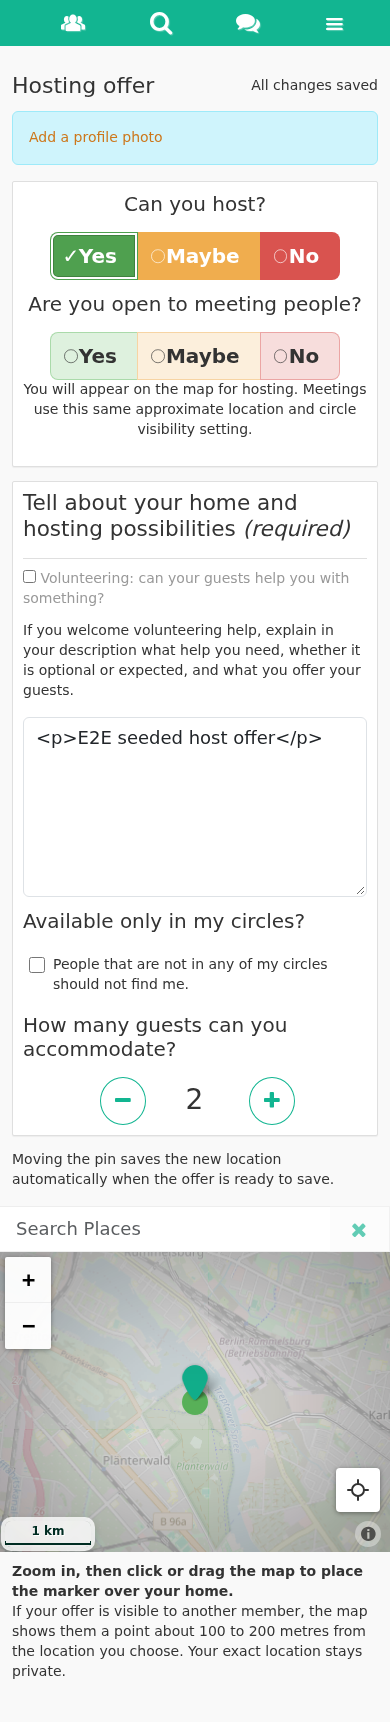 Hosting offer
All changes saved
Add a profile photo
Can you host?
✓Yes
Maybe
No
Are you open to meeting people?
Yes
Maybe
No
You will appear on the map for hosting. Meetings
use this same approximate location and circle
visibility setting.
Tell about your home and
hosting possibilities (required)
Volunteering: can your guests help you with
something?
If you welcome volunteering help, explain in
your description what help you need, whether it
is optional or expected, and what you offer your
guests.
<p>E2E seeded host offer</p>
Available only in my circles?
People that are not in any of my circles
should not find me.
How many guests can you
accommodate?
2
Moving the pin saves the new location
automatically when the offer is ready to save.
Search Places
+
−
Berlin-Rummelsburg
(Betriebsbahnhof)
Plänterwald
Plänterwald
B 96a
1 km
Zoom in, then click or drag the map to place
the marker over your home.
If your offer is visible to another member, the map
shows them a point about 100 to 200 metres from
the location you choose. Your exact location stays
private.